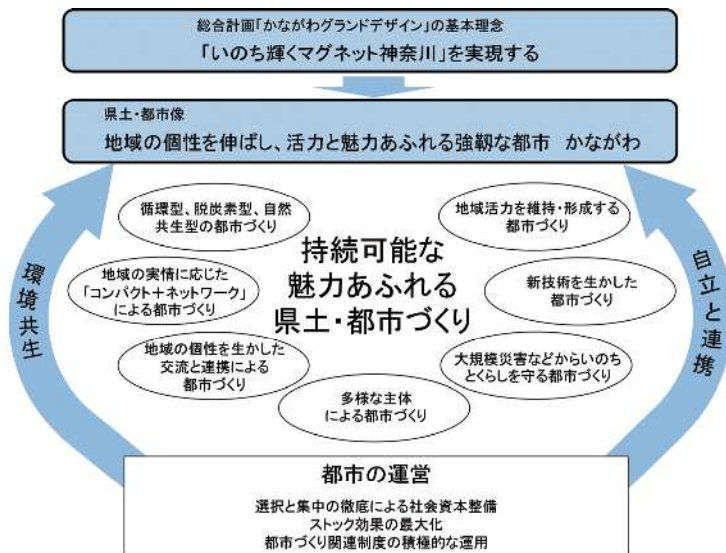 総合計画「かながわグランドデザイン」の基本理念
「いのち輝くマグネット神奈川」を実現する
県土・都市像
地域の個性を伸ばし、活力と魅力あふれる強靱な都市　かながわ
環境共生
循環型、脱炭素型、自然
共生型の都市づくり
地域の実情に応じた
「コンパクト＋ネットワーク」
による都市づくり
地域の個性を生かした
交流と連携による
都市づくり
持続可能な
魅力あふれる
県土・都市づくり
多様な主体
による都市づくり
地域活力を維持・形成する
都市づくり
新技術を生かした
都市づくり
大規模災害などからいのち
とくらしを守る都市づくり
自立と連携
都市の運営
選択と集中の徹底による社会資本整備
ストック効果の最大化
都市づくり関連制度の積極的な運用